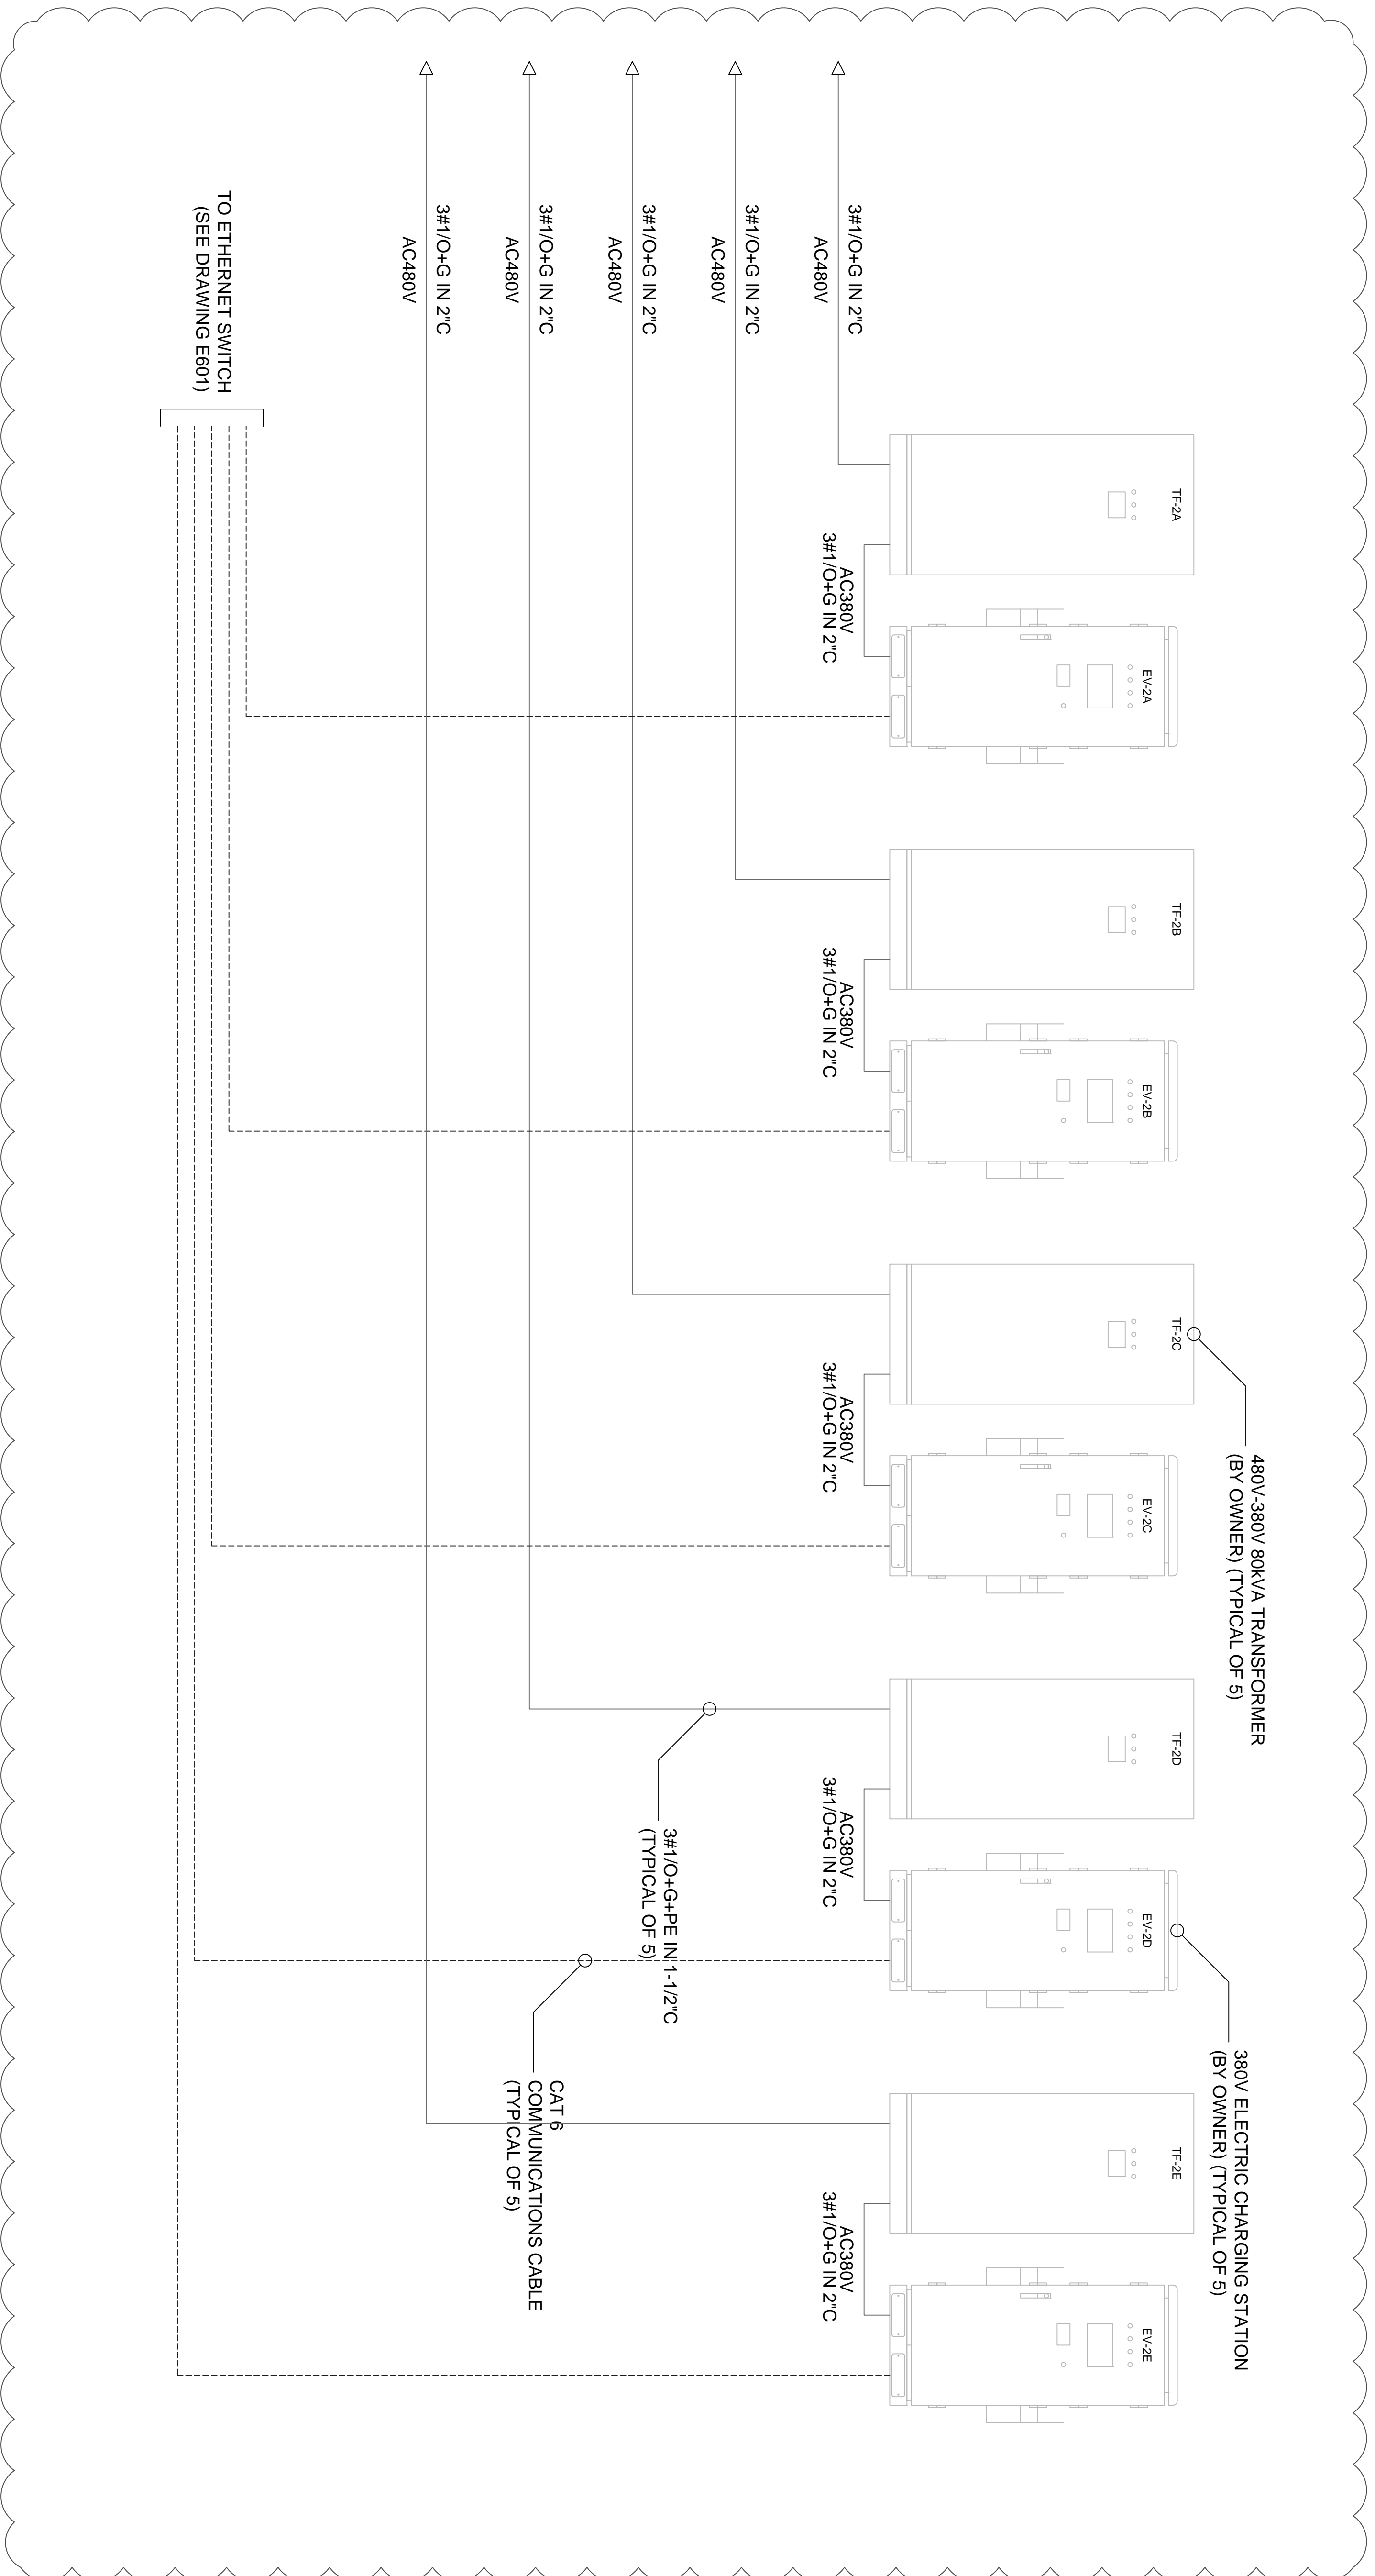 480V-380V 80kVA TRANSFORMER
(BY OWNER) (TYPICAL OF 5)
380V ELECTRIC CHARGING STATION
(BY OWNER) (TYPICAL OF 5)
TF-2A
EV-2A
TF-2B
EV-2B
TF-2C
EV-2C
TF-2D
EV-2D
TF-2E
EV-2E
3#1/O+G IN 2"C
AC480V
AC380V
3#1/O+G IN 2"C
AC380V
3#1/O+G IN 2"C
AC380V
3#1/O+G IN 2"C
AC380V
3#1/O+G IN 2"C
AC380V
3#1/O+G IN 2"C
3#1/O+G IN 2"C
AC480V
3#1/O+G IN 2"C
AC480V
3#1/O+G+PE IN 1-1/2"C
(TYPICAL OF 5)
3#1/O+G IN 2"C
AC480V
CAT 6
COMMUNICATIONS CABLE
(TYPICAL OF 5)
3#1/O+G IN 2"C
AC480V
TO ETHERNET SWITCH
(SEE DRAWING E601)